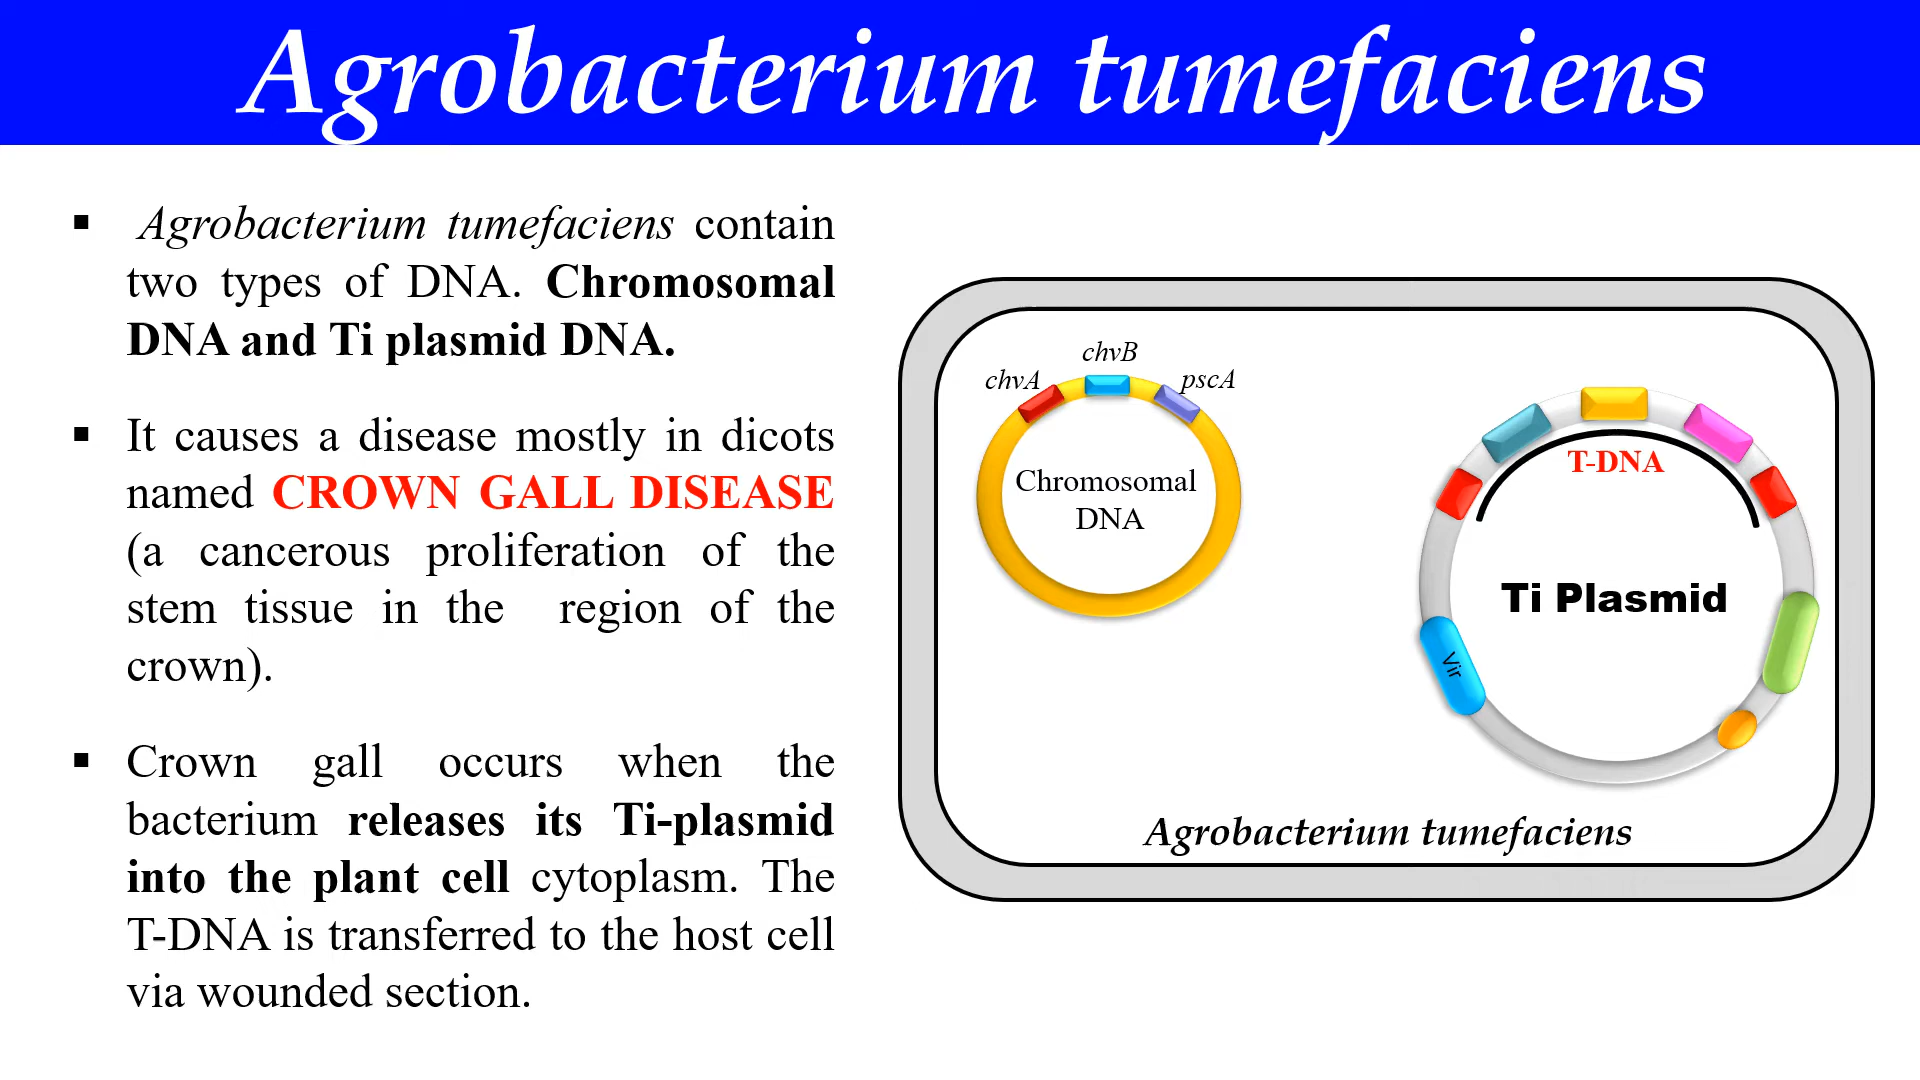 Agrobacterium tumefaciens
▪ Agrobacterium tumefaciens contain
two types of DNA. Chromosomal
DNA and Ti plasmid DNA.
▪ It causes a disease mostly in dicots
named CROWN GALL DISEASE
(a cancerous proliferation of the
stem tissue in the region of the
crown).
▪ Crown gall occurs when the
bacterium releases its Ti-plasmid
into the plant cell cytoplasm. The
T-DNA is transferred to the host cell
via wounded section.
chvA
chvB
pscA
Chromosomal
DNA
T-DNA
Ti Plasmid
Vir
Agrobacterium tumefaciens